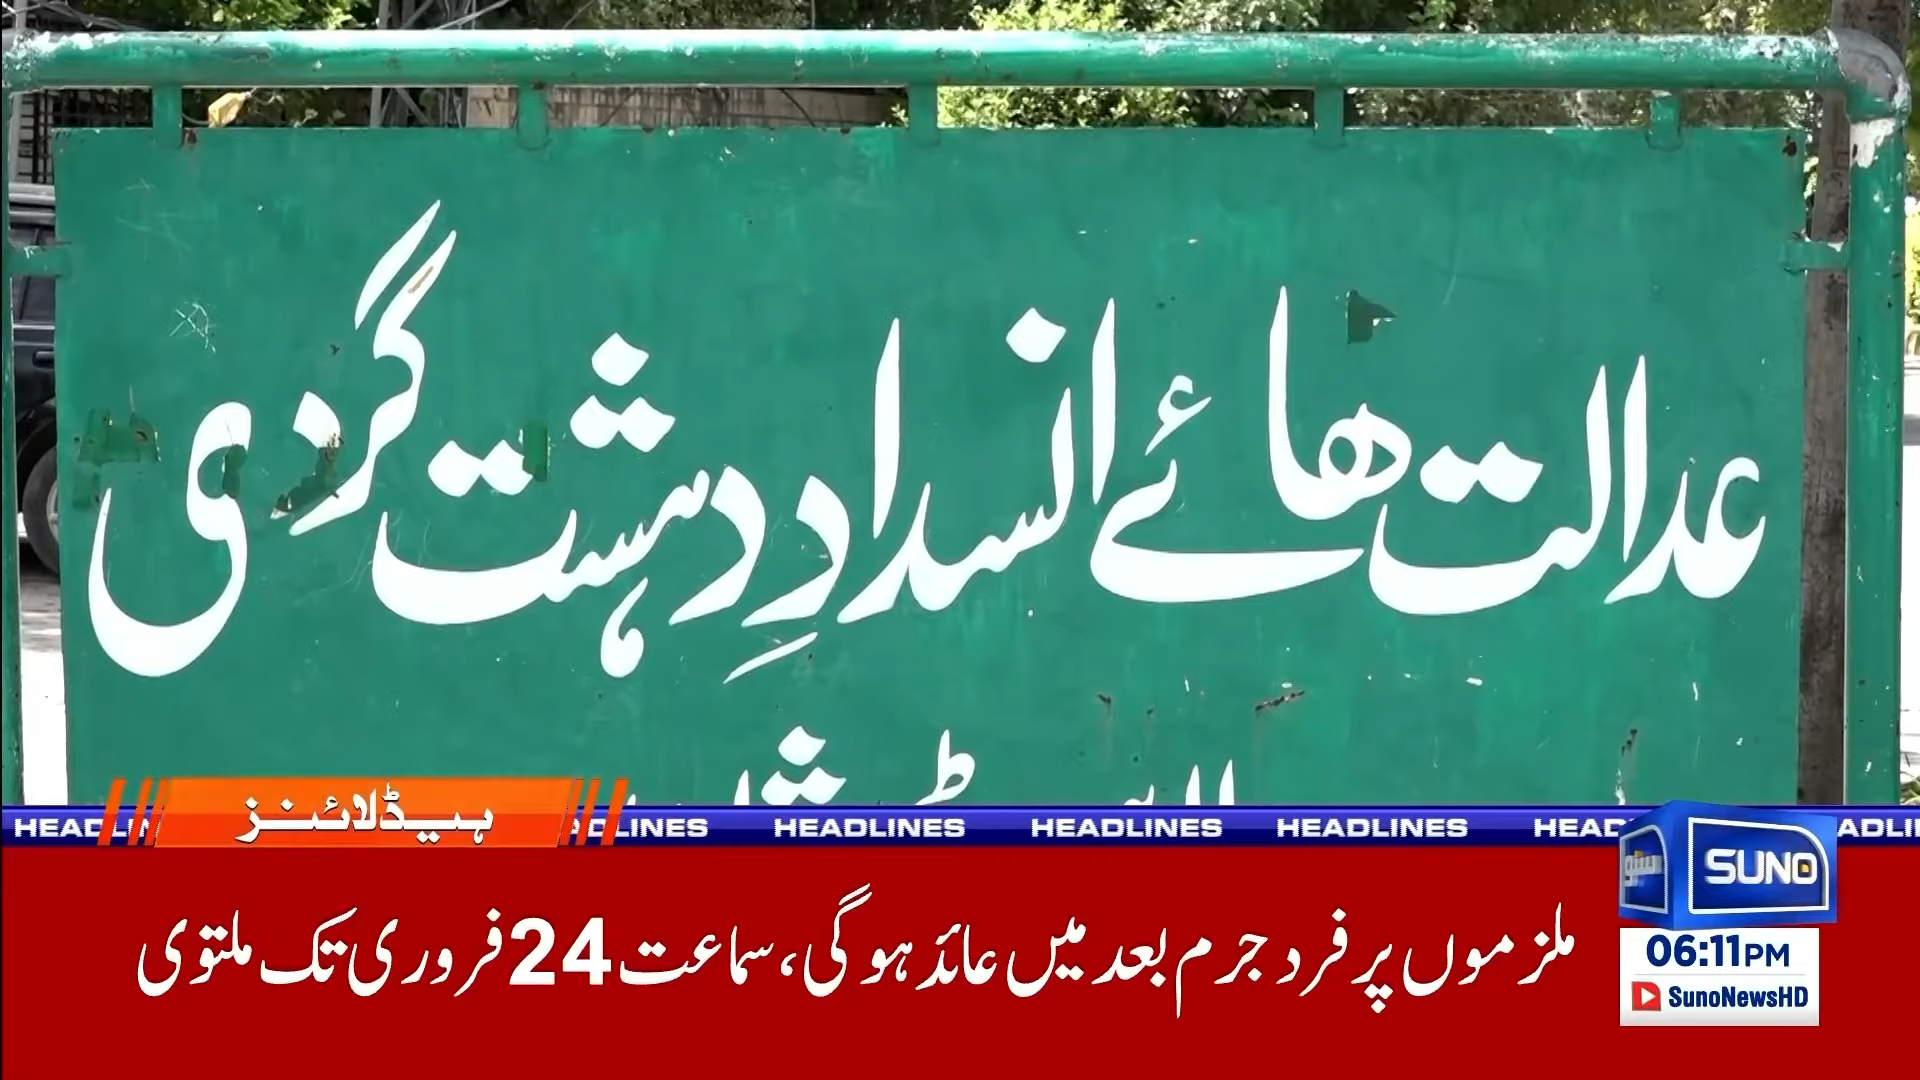 عدالت ھائے انسدادِ دہشت گردی
ہیڈلائنز
HEADLINES HEADLINES HEADLINES
سنو SUNO
ملزموں پر فرد جرم بعد میں عائد ہوگی، سماعت 24 فروری تک ملتوی
06:11PM
SunoNewsHD